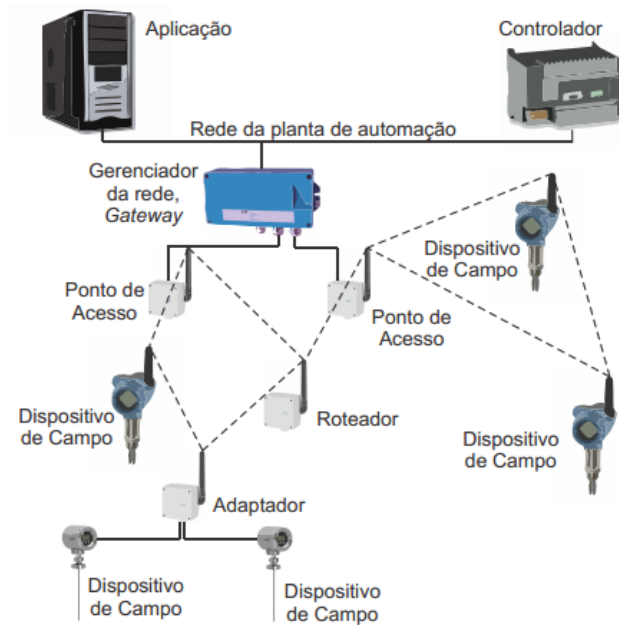 Aplicação
Controlador
Rede da planta de automação
Gerenciador
da rede,
Gateway
Dispositivo
de Campo
Ponto de
Acesso
Ponto de
Acesso
Dispositivo
de Campo
Roteador
Dispositivo
de Campo
Adaptador
Dispositivo
de Campo
Dispositivo
de Campo